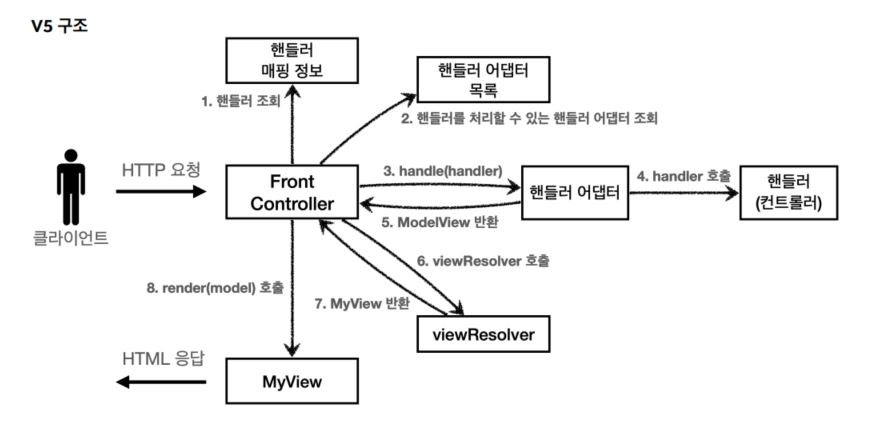 V5 구조
핸들러
매핑 정보
핸들러 어댑터
목록
1. 핸들러 조회
2. 핸들러를 처리할 수 있는 핸들러 어댑터 조회
HTTP 요청
Front
Controller
3. handle(handler)
핸들러 어댑터
4. handler 호출
핸들러
(컨트롤러)
5. ModelView 반환
클라이언트
6. viewResolver 호출
8. render(model) 호출
7. MyView 반환
viewResolver
HTML 응답
MyView